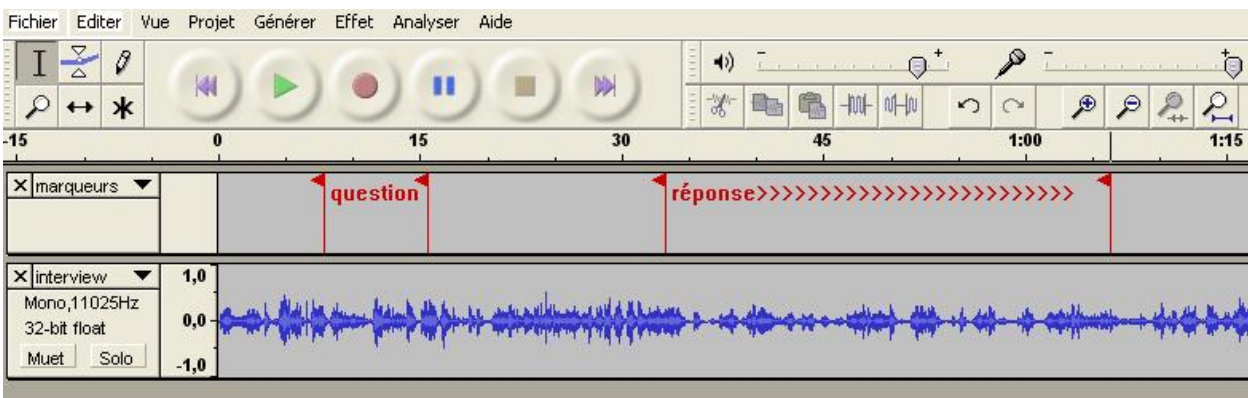 Fichier Editer Vue Projet Générer Effet Analyser Aide
-15 0 15 30 45 1:00 1:15
marqueurs
question réponse>>>>>>>>>>>>>>>>>>>>>>>>>
interview
Mono,11025Hz
32-bit float
Muet Solo
1,0
0,0
-1,0